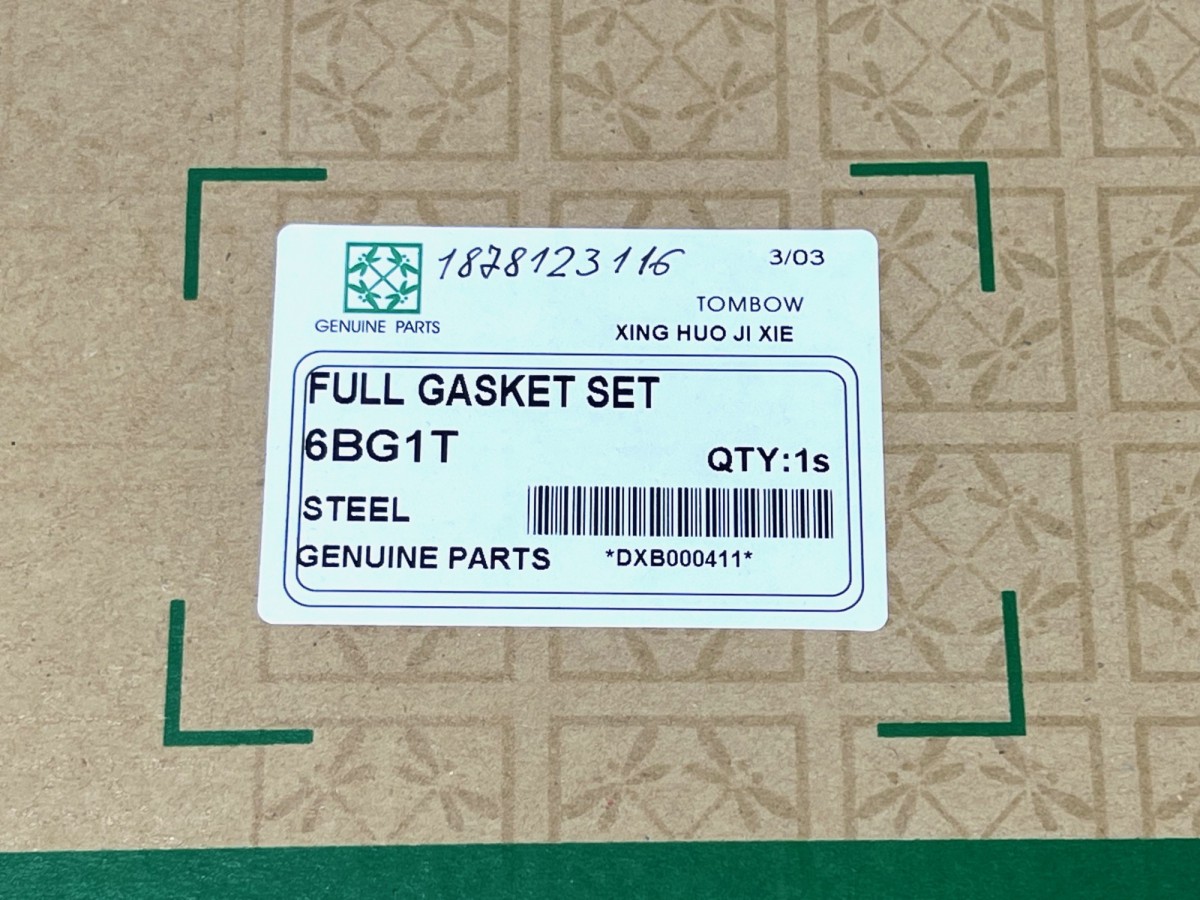 1878123116
3/03
TOMBOW
GENUINE PARTS
XING HUO JI XIE
FULL GASKET SET
6BG1T
QTY:1s
STEEL
GENUINE PARTS
*DXB000411*